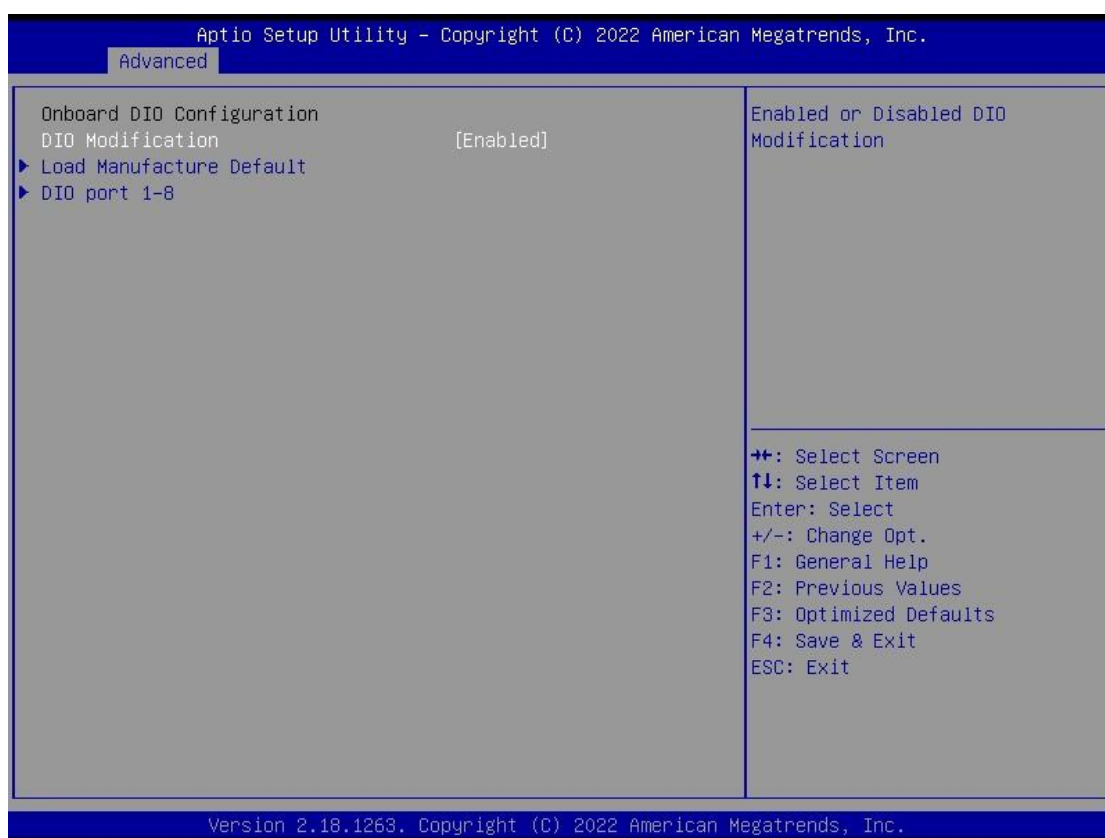 Aptio Setup Utility – Copyright (C) 2022 American Megatrends, Inc.
Advanced
Onboard DIO Configuration
DIO Modification [Enabled]
▶ Load Manufacture Default
▶ DIO port 1-8
Enabled or Disabled DIO
Modification
→←: Select Screen
↑↓: Select Item
Enter: Select
+/-: Change Opt.
F1: General Help
F2: Previous Values
F3: Optimized Defaults
F4: Save & Exit
ESC: Exit
Version 2.18.1263. Copyright (C) 2022 American Megatrends, Inc.